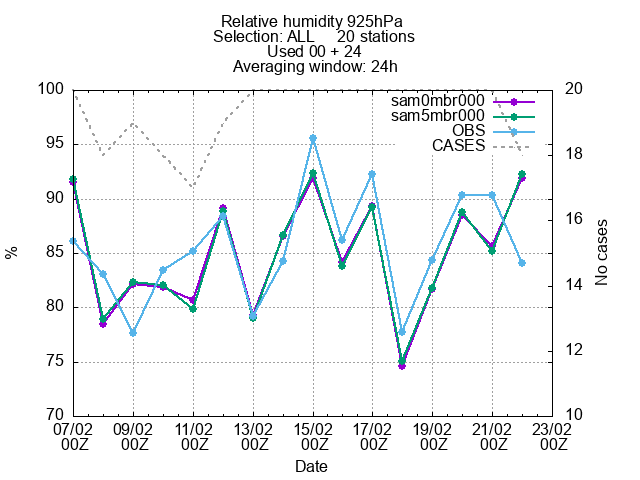 Relative humidity 925hPa
Selection: ALL     20 stations
Used 00 + 24
Averaging window: 24h
100
95
90
85
80
75
70
%
20
18
16
14
12
10
No cases
sam0mbr000
sam5mbr000
OBS
CASES
07/02 09/02 11/02 13/02 15/02 17/02 19/02 21/02 23/02
00Z 00Z 00Z 00Z 00Z 00Z 00Z 00Z 00Z
Date